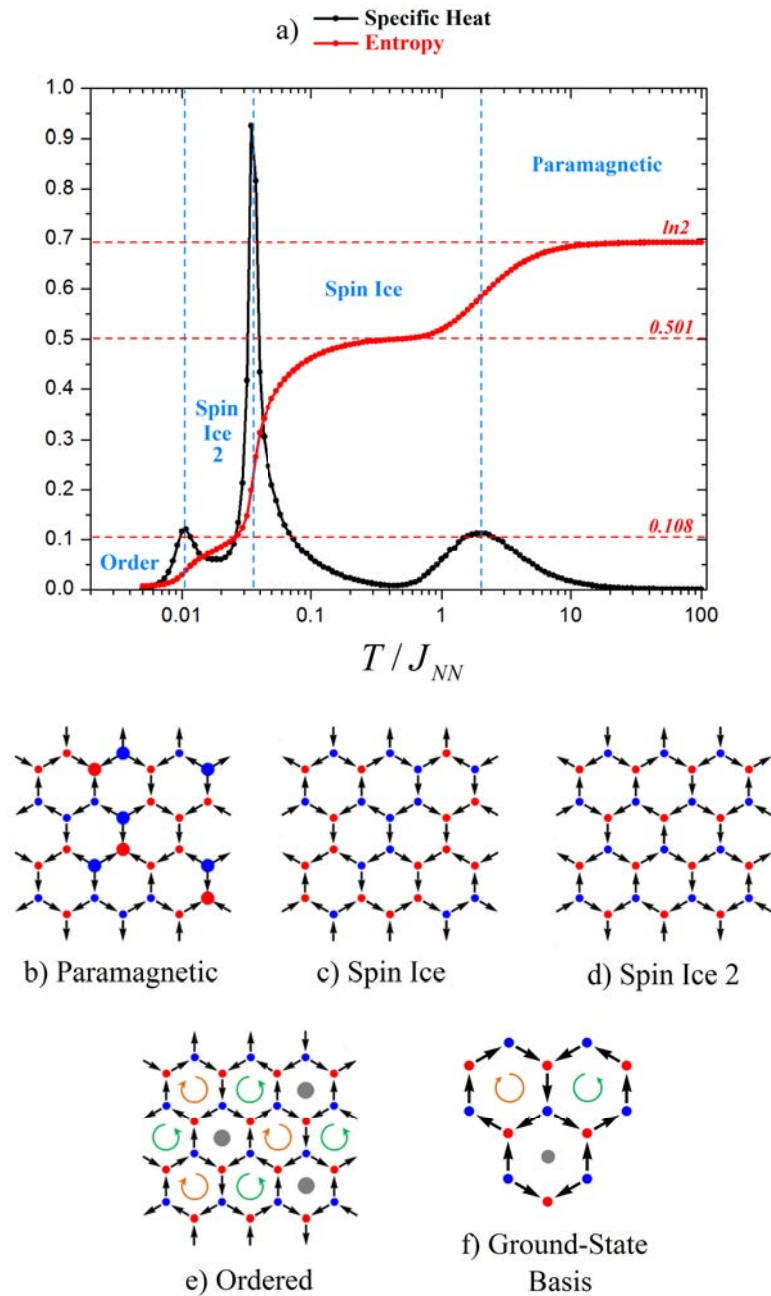 a)
Specific Heat
Entropy
1.0
0.9
0.8
0.7
0.6
0.5
0.4
0.3
0.2
0.1
0.0
Paramagnetic
ln2
Spin Ice
0.501
Spin
Ice
2
0.108
Order
0.01
0.1
1
10
100
T / J_{NN}
b) Paramagnetic
c) Spin Ice
d) Spin Ice 2
e) Ordered
f) Ground-State
Basis